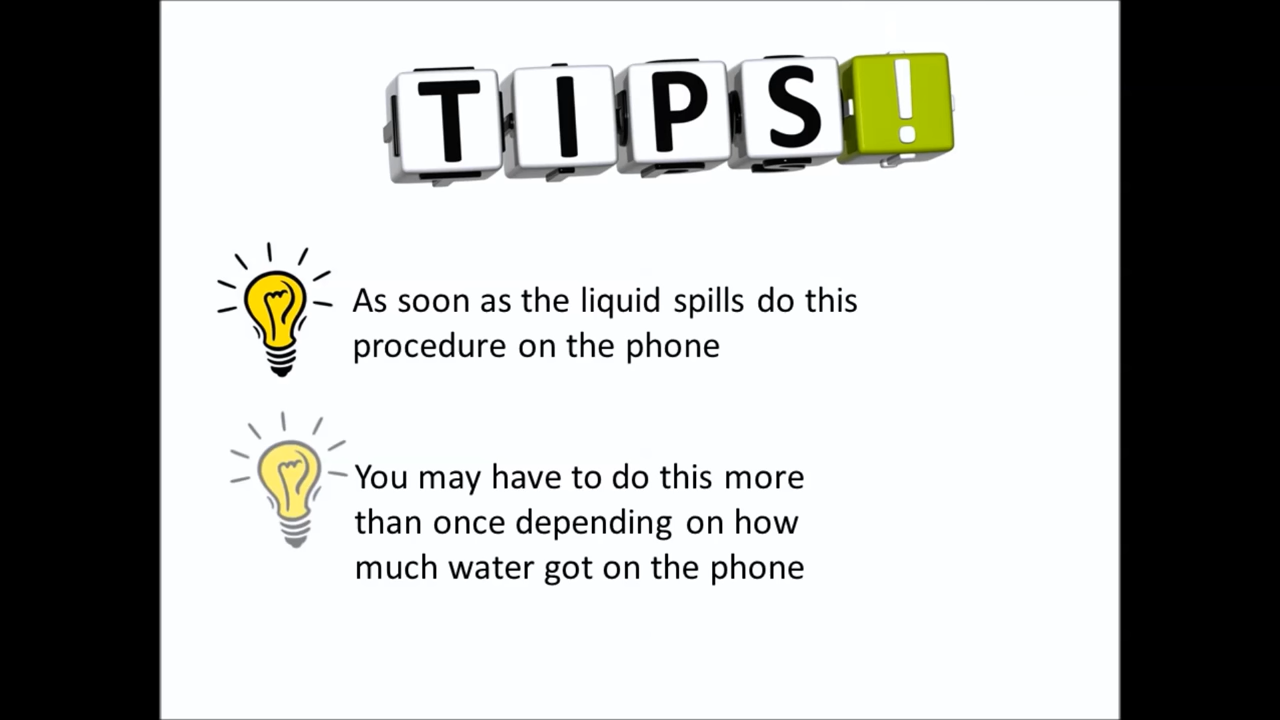 TIPS!
As soon as the liquid spills do this
procedure on the phone
You may have to do this more
than once depending on how
much water got on the phone